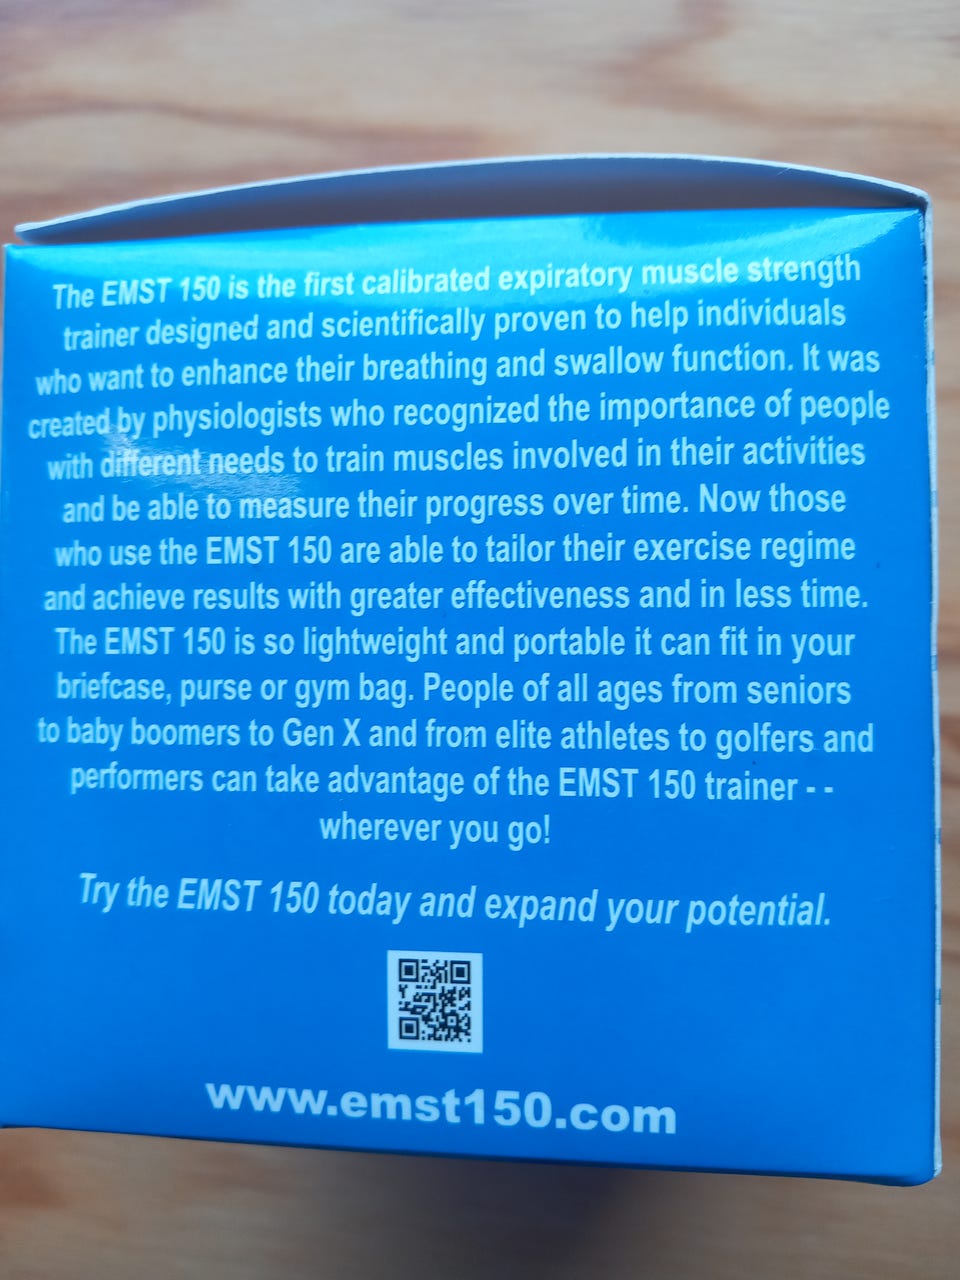 The EMST 150 is the first calibrated expiratory muscle strength
trainer designed and scientifically proven to help individuals
who want to enhance their breathing and swallow function. It was
created by physiologists who recognized the importance of people
with different needs to train muscles involved in their activities
and be able to measure their progress over time. Now those
who use the EMST 150 are able to tailor their exercise regime
and achieve results with greater effectiveness and in less time.
The EMST 150 is so lightweight and portable it can fit in your
briefcase, purse or gym bag. People of all ages from seniors
to baby boomers to Gen X and from elite athletes to golfers and
performers can take advantage of the EMST 150 trainer - -
wherever you go!
Try the EMST 150 today and expand your potential.
www.emst150.com